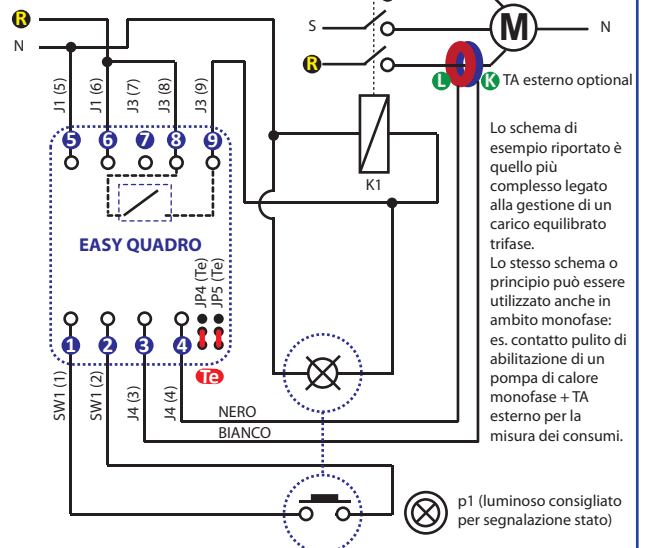 R
N
S
M
N
R
L
K
TA esterno optional
J1 (5)
J1 (6)
J3 (7)
J3 (8)
J3 (9)
5
6
7
8
9
K1
EASY QUADRO
JP4 (Te)
JP5 (Te)
1
2
3
4
Te
SW1 (1)
SW1 (2)
J4 (3)
J4 (4)
NERO
BIANCO
Lo schema di
esempio riportato è
quello più
complesso legato
alla gestione di un
carico equilibrato
trifase.
Lo stesso schema o
principio può essere
utilizzato anche in
ambito monofase:
es. contatto pulito di
abilitazione di un
pompa di calore
monofase + TA
esterno per la
misura dei consumi.
p1 (luminoso consigliato
per segnalazione stato)